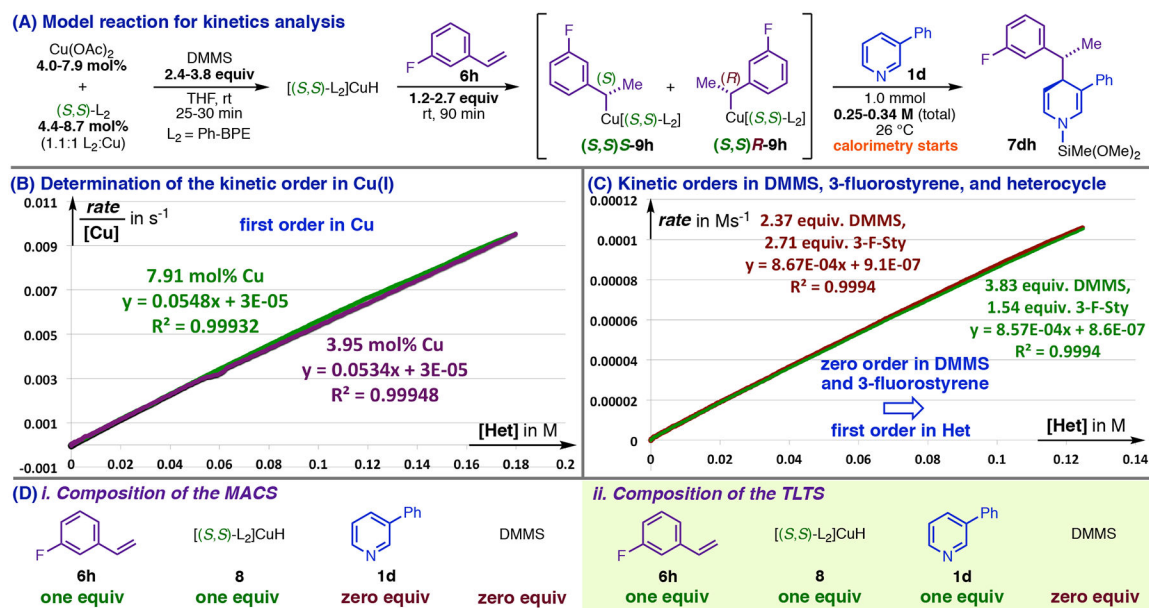 (A) Model reaction for kinetics analysis
Cu(OAc)2
4.0-7.9 mol%
+
(S,S)-L2
4.4-8.7 mol%
(1.1:1 L2:Cu)
DMMS
2.4-3.8 equiv
THF, rt
25-30 min
L2 = Ph-BPE
[(S,S)-L2]CuH
F
6h
1.2-2.7 equiv
rt, 90 min
F
(S)
Me
Cu[(S,S)-L2]
(S,S)S-9h
+
F
(R)
Me
Cu[(S,S)-L2]
(S,S)R-9h
Ph
N
1d
1.0 mmol
0.25-0.34 M (total)
26 °C
calorimetry starts
F
Me
Ph
N
SiMe(OMe)2
7dh
(B) Determination of the kinetic order in Cu(I)
rate
[Cu]
in s-1
first order in Cu
7.91 mol% Cu
y = 0.0548x + 3E-05
R² = 0.99932
3.95 mol% Cu
y = 0.0534x + 3E-05
R² = 0.99948
0.011
0.009
0.007
0.005
0.003
0.001
-0.001
[Het] in M
0 0.02 0.04 0.06 0.08 0.1 0.12 0.14 0.16 0.18 0.2
(C) Kinetic orders in DMMS, 3-fluorostyrene, and heterocycle
rate in Ms-1
2.37 equiv. DMMS,
2.71 equiv. 3-F-Sty
y = 8.67E-04x + 9.1E-07
R² = 0.9994
3.83 equiv. DMMS,
1.54 equiv. 3-F-Sty
y = 8.57E-04x + 8.6E-07
R² = 0.9994
zero order in DMMS
and 3-fluorostyrene
first order in Het
0.00012
0.0001
0.00008
0.00006
0.00004
0.00002
0
[Het] in M
0 0.02 0.04 0.06 0.08 0.1 0.12 0.14
(D) i. Composition of the MACS
F
6h
one equiv
[(S,S)-L2]CuH
8
one equiv
Ph
N
1d
zero equiv
DMMS
zero equiv
ii. Composition of the TLTS
F
6h
one equiv
[(S,S)-L2]CuH
8
one equiv
Ph
N
1d
one equiv
DMMS
zero equiv